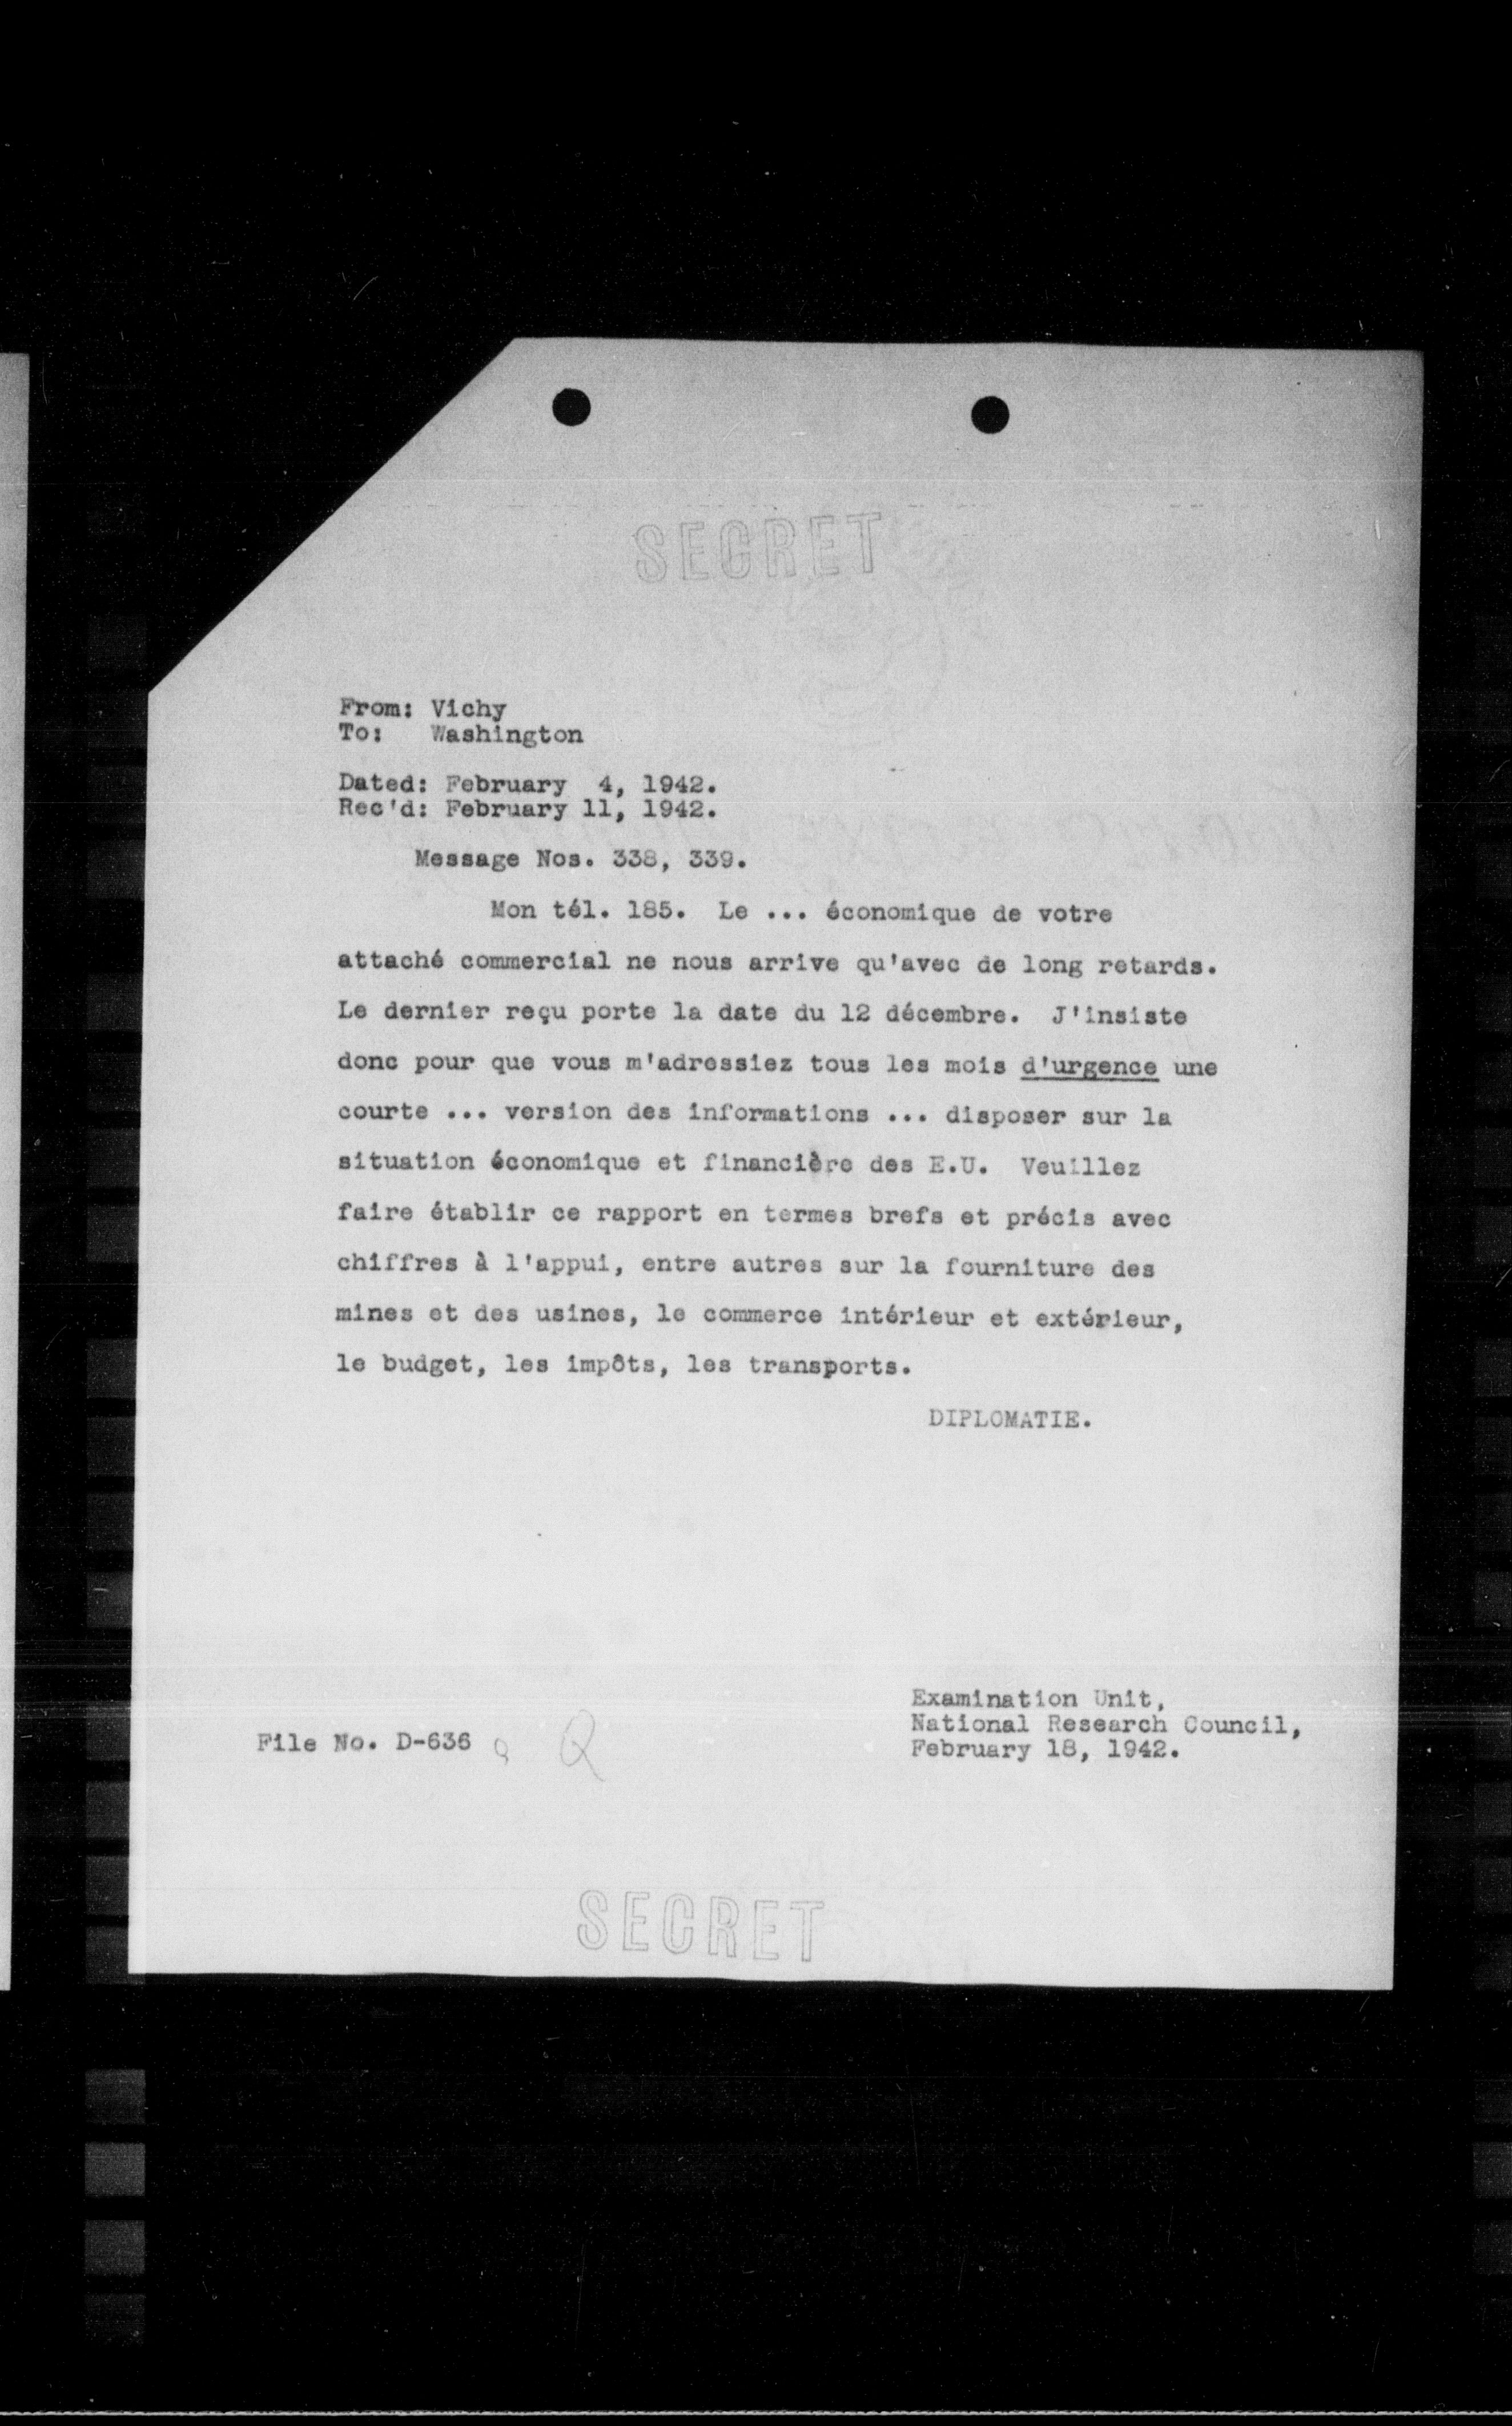 SECRET
From: Vichy
To: Washington
Dated: February 4, 1942.
Rec'd: February 11, 1942.
Message Nos. 338, 339.
Mon tél. 185. Le ... économique de votre
attaché commercial ne nous arrive qu'avec de long retards.
Le dernier reçu porte la date du 12 décembre. J'insiste
donc pour que vous m'adressiez tous les mois d'urgence une
courte ... version des informations ... disposer sur la
situation économique et financière des E.U. Veuillez
faire établir ce rapport en termes brefs et précis avec
chiffres à l'appui, entre autres sur la fourniture des
mines et des usines, le commerce intérieur et extérieur,
le budget, les impôts, les transports.
DIPLOMATIE.
Examination Unit,
National Research Council,
February 18, 1942.
File No. D-636 Q
SECRET